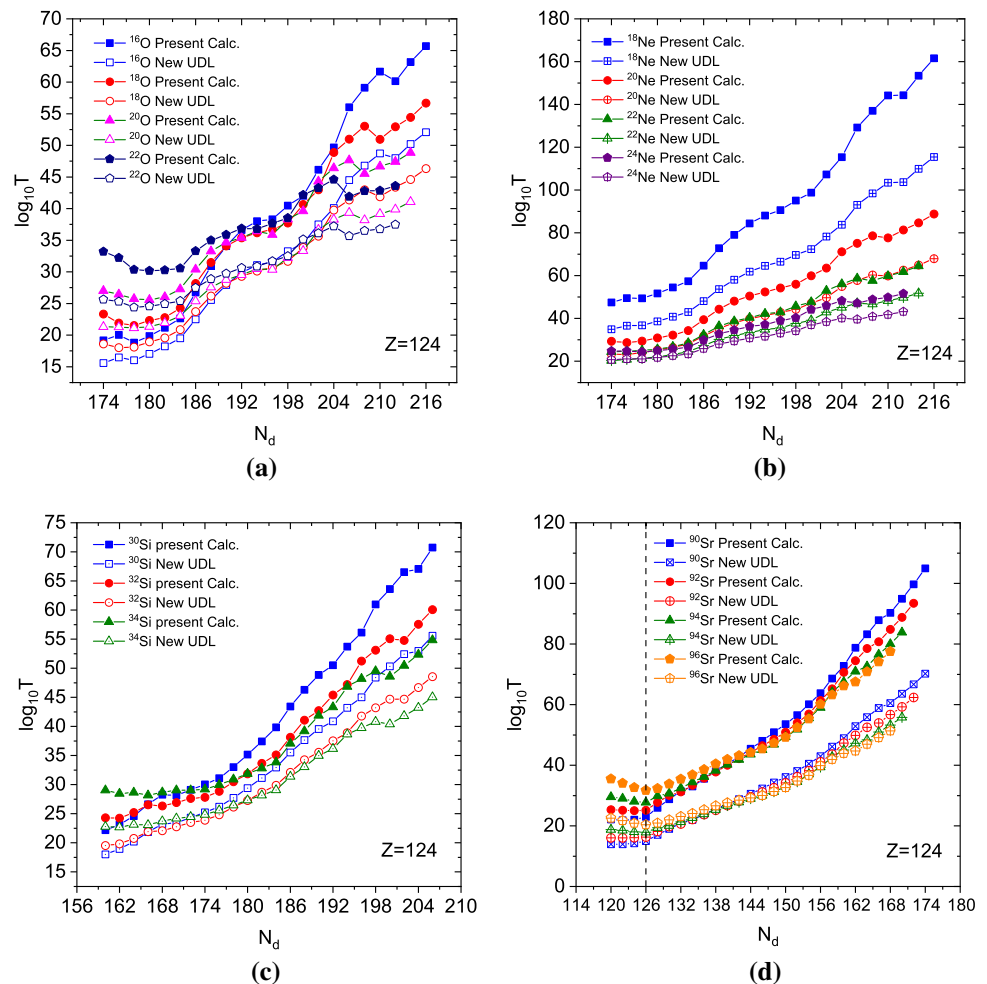 70
65
60
55
50
45
40
35
30
25
20
15
log₁₀T
¹⁶O Present Calc.
¹⁶O New UDL
¹⁸O Present Calc.
¹⁸O New UDL
²⁰O Present Calc.
²⁰O New UDL
²²O Present Calc.
²²O New UDL
Z=124
174 180 186 192 198 204 210 216
N_d
(a)
180
160
140
120
100
80
60
40
20
log₁₀T
¹⁸Ne Present Calc.
¹⁸Ne New UDL
²⁰Ne Present Calc.
²⁰Ne New UDL
²²Ne Present Calc.
²²Ne New UDL
²⁴Ne Present Calc.
²⁴Ne New UDL
Z=124
174 180 186 192 198 204 210 216
N_d
(b)
75
70
65
60
55
50
45
40
35
30
25
20
15
log₁₀T
³⁰Si present Calc.
³⁰Si New UDL
³²Si present Calc.
³²Si New UDL
³⁴Si present Calc.
³⁴Si New UDL
Z=124
156 162 168 174 180 186 192 198 204 210
N_d
(c)
120
100
80
60
40
20
0
log₁₀T
⁹⁰Sr Present Calc.
⁹⁰Sr New UDL
⁹²Sr Present Calc.
⁹²Sr New UDL
⁹⁴Sr Present Calc.
⁹⁴Sr New UDL
⁹⁶Sr Present Calc.
⁹⁶Sr New UDL
Z=124
114 120 126 132 138 144 150 156 162 168 174 180
N_d
(d)